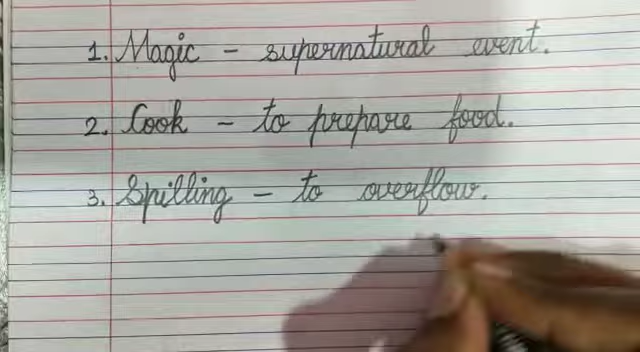 1. Magic - supernatural event.
2. Cook - to prepare food.
3. Spilling - to overflow.